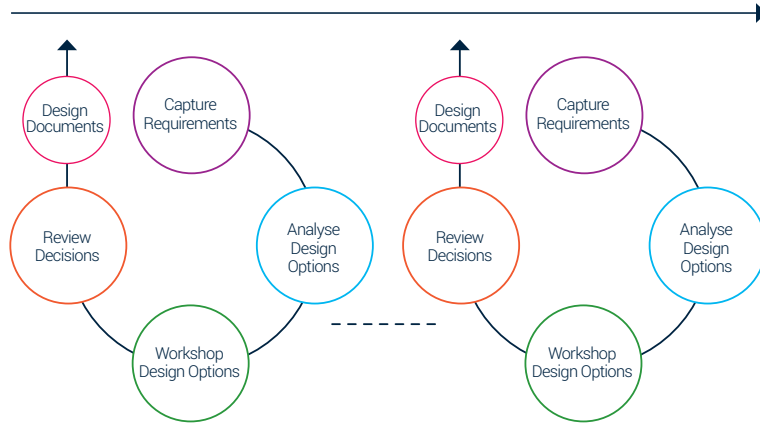 Design
Documents
Capture
Requirements
Review
Decisions
Analyse
Design
Options
Workshop
Design Options
Design
Documents
Capture
Requirements
Review
Decisions
Analyse
Design
Options
Workshop
Design Options